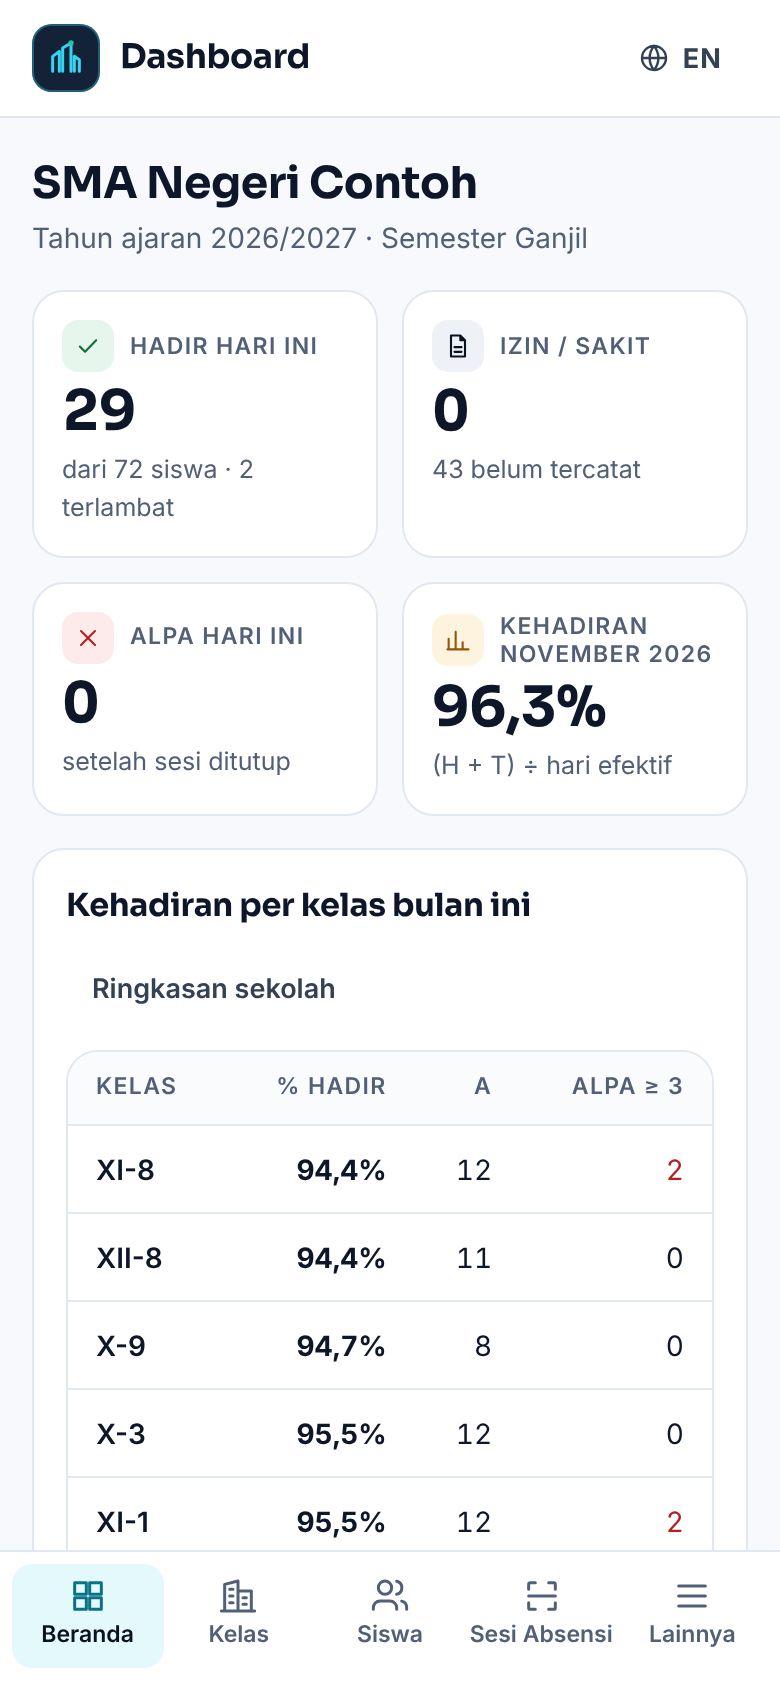 Dashboard
EN
SMA Negeri Contoh
Tahun ajaran 2026/2027 · Semester Ganjil
HADIR HARI INI
29
dari 72 siswa · 2
terlambat
IZIN / SAKIT
0
43 belum tercatat
ALPA HARI INI
0
setelah sesi ditutup
KEHADIRAN
NOVEMBER 2026
96,3%
(H + T) ÷ hari efektif
Kehadiran per kelas bulan ini
Ringkasan sekolah
KELAS % HADIR A ALPA ≥ 3
XI-8 94,4% 12 2
XII-8 94,4% 11 0
X-9 94,7% 8 0
X-3 95,5% 12 0
XI-1 95,5% 12 2
Beranda Kelas Siswa Sesi Absensi Lainnya